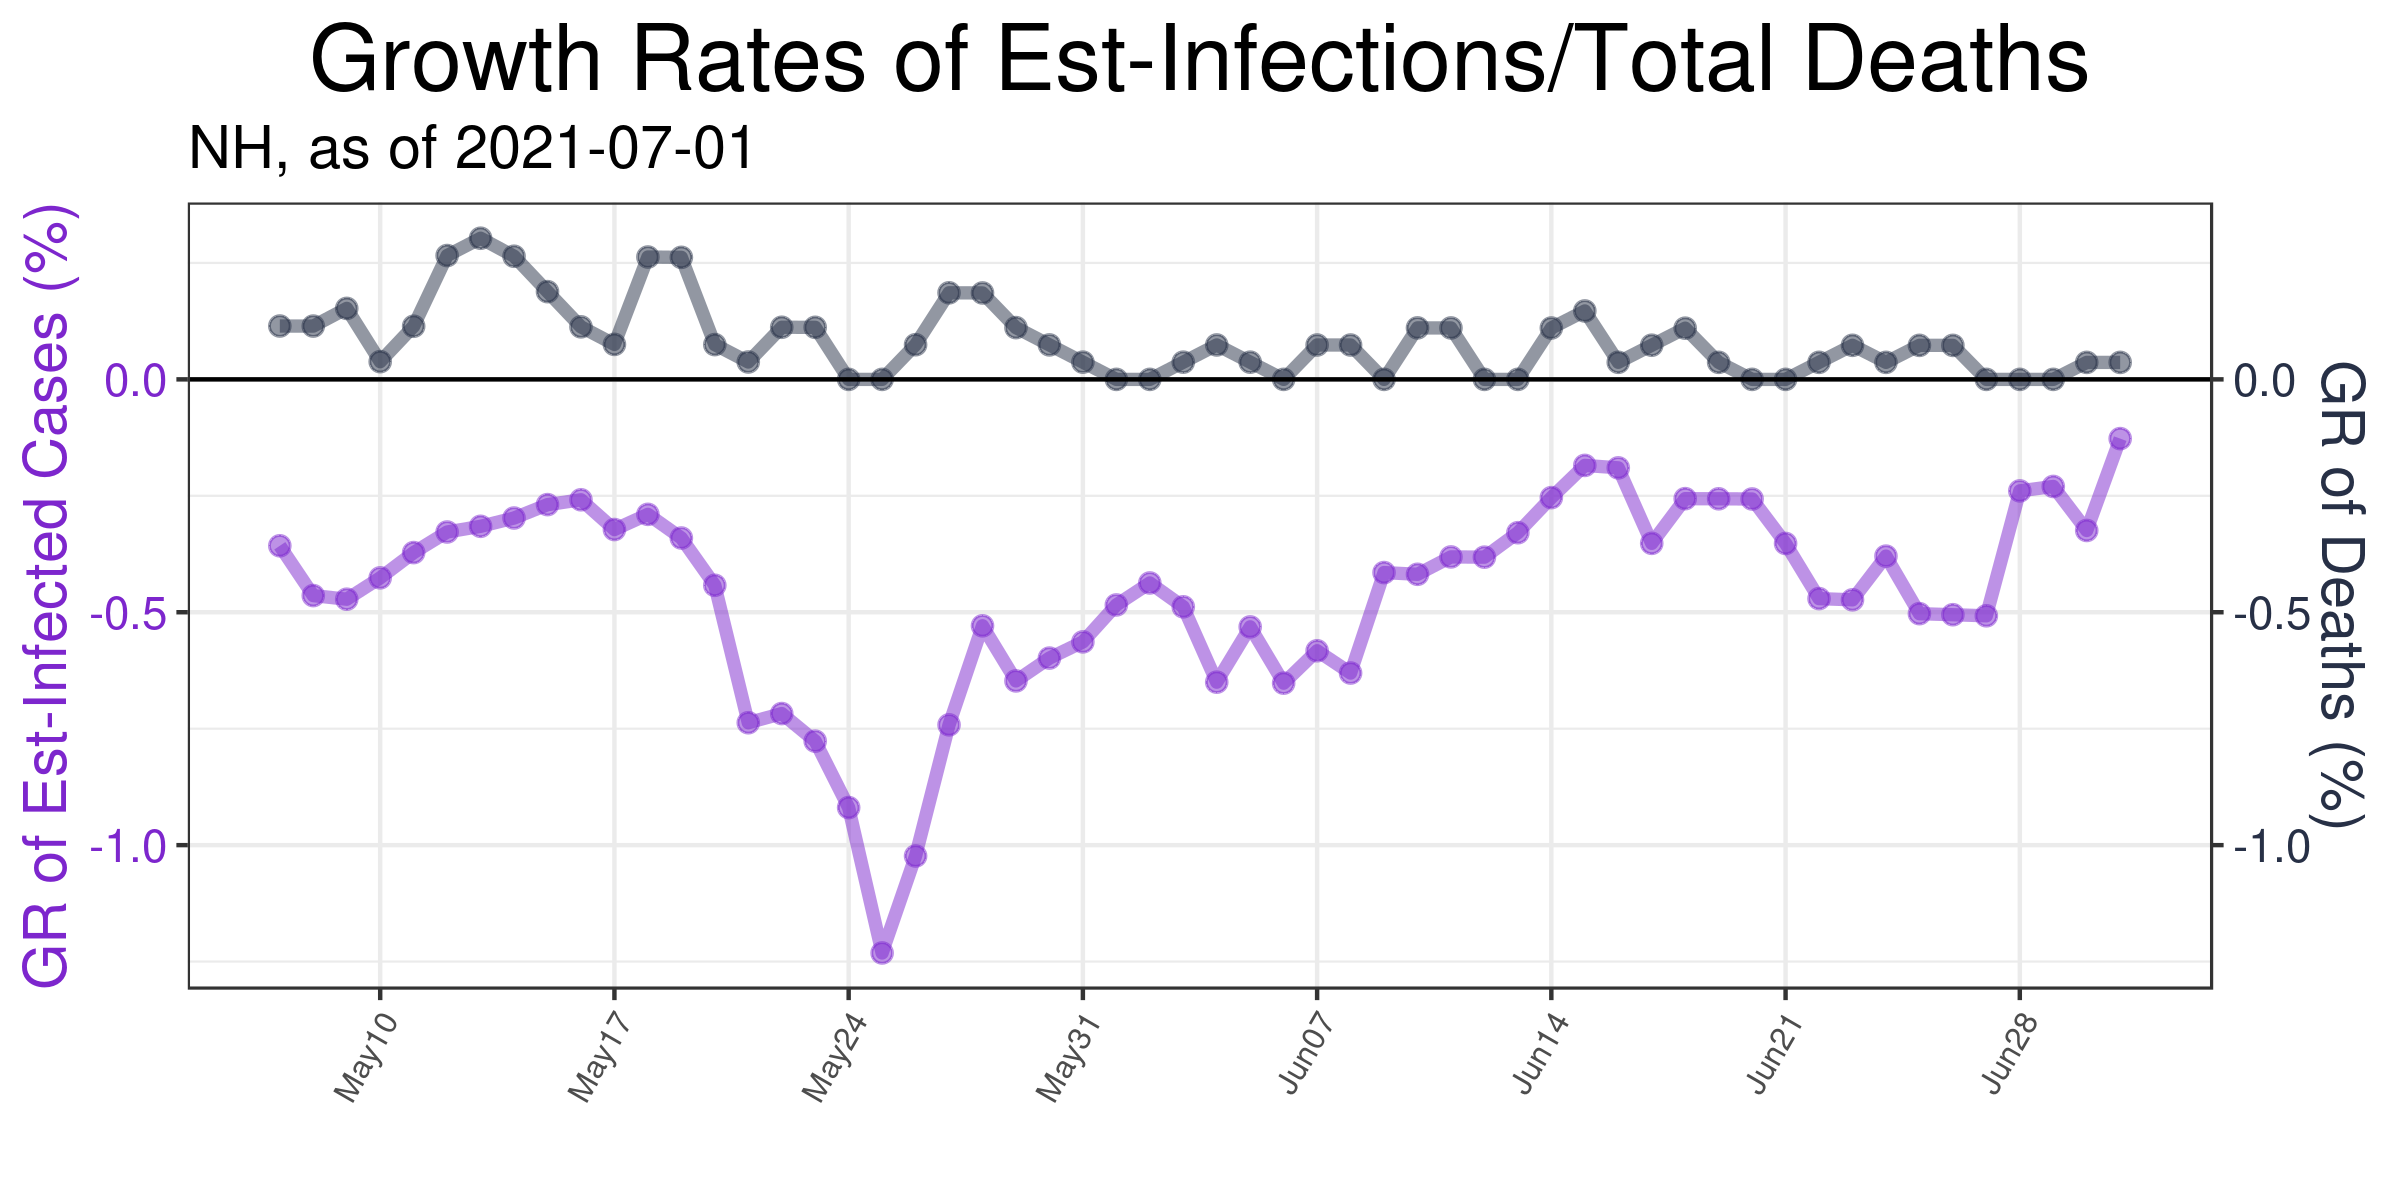 Growth Rates of Est-Infections/Total Deaths
NH, as of 2021-07-01
GR of Est-Infected Cases (%)
0.0
-0.5
-1.0
0.0
-0.5
-1.0
GR of Deaths (%)
May10
May17
May24
May31
Jun07
Jun14
Jun21
Jun28